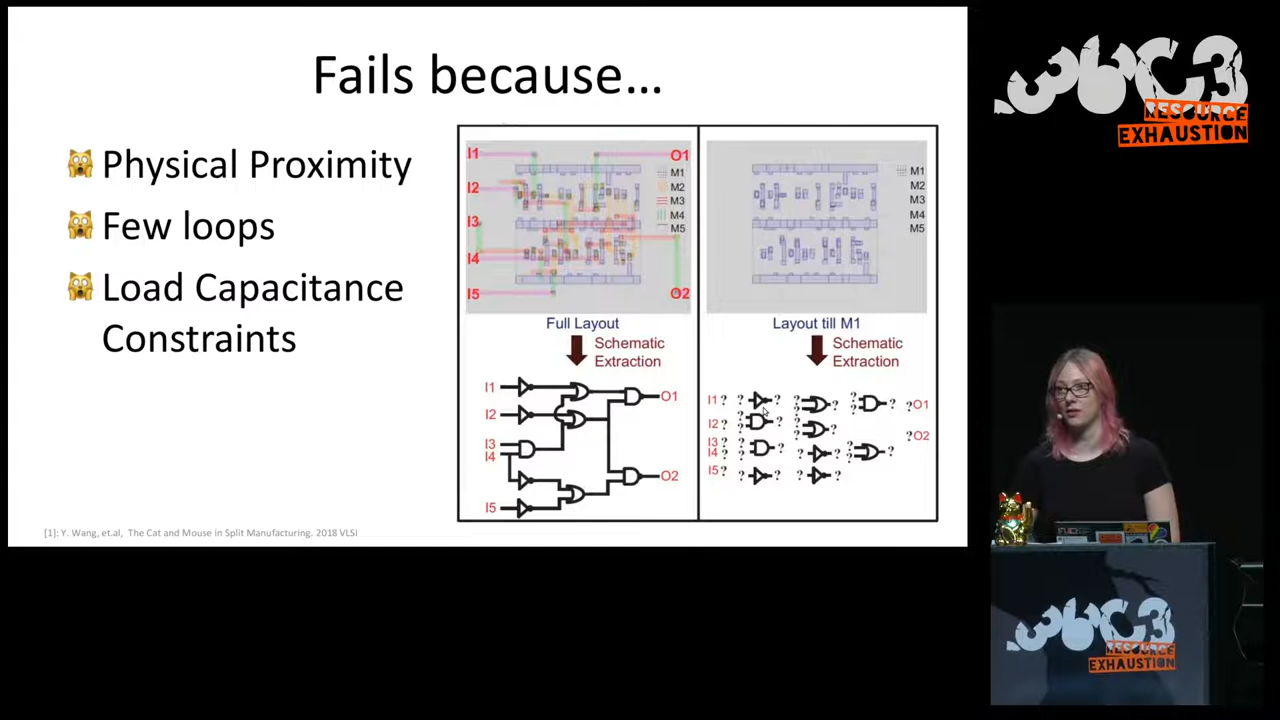 Fails because...
Physical Proximity
Few loops
Load Capacitance
Constraints
I1
I2
I3
I4
I5
O1
O2
M1
M2
M3
M4
M5
Full Layout
Schematic
Extraction
I1
I2
I3
I4
I5
O1
O2
M1
M2
M3
M4
M5
Layout till M1
Schematic
Extraction
I1 ? ? ? ? ? ? ? ? ?O1
I2 ? ? ? ? ? ?O2
I3 ?
I4 ? ? ? ? ? ? ?
I5 ? ? ? ? ?
[1]: Y. Wang, et.al, The Cat and Mouse in Split Manufacturing. 2018 VLSI
36C3
RESOURCE
EXHAUSTION
36C3
RESOURCE
EXHAUSTION